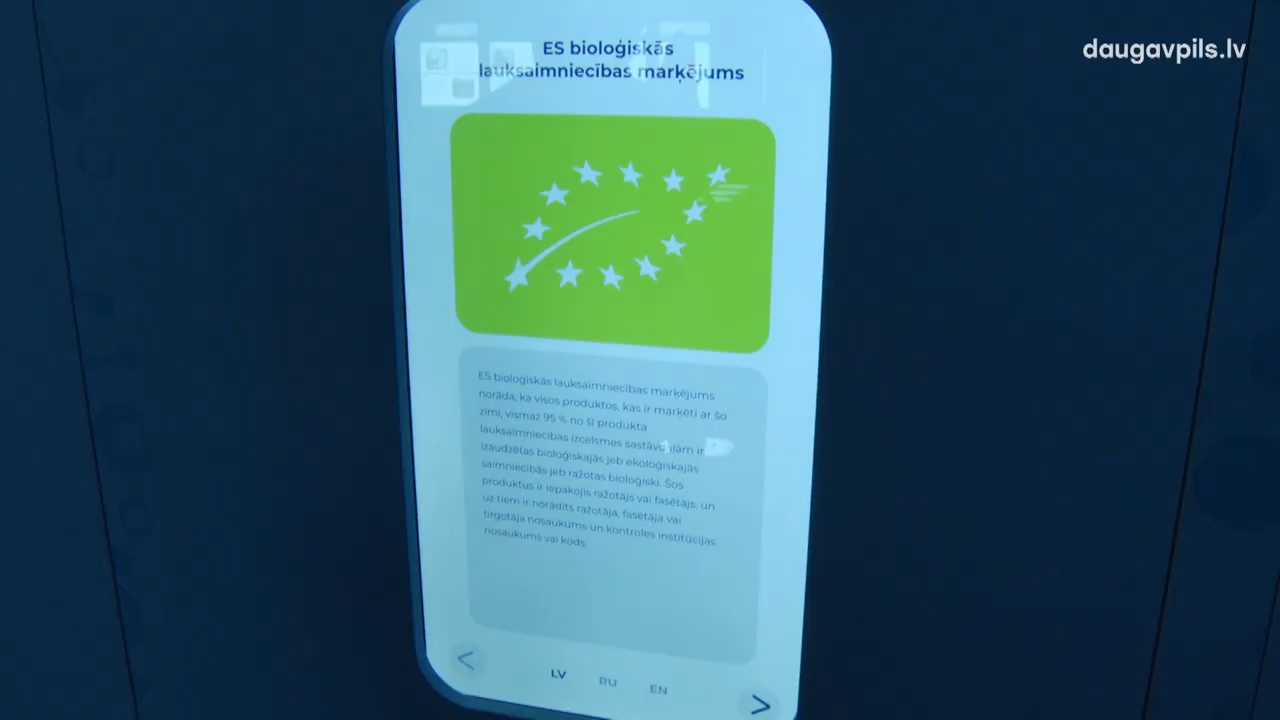 daugavpils.lv
ES bioloģiskās
lauksaimniecības marķējums
ES bioloģiskās lauksaimniecības marķējums
norāda, ka visos produktos, kas ir marķēti ar šo
zīmi, vismaz 95 % no šī produkta
lauksaimniecības izcelsmes sastāvdaļām ir
izaudzētas bioloģiskajās jeb ekoloģiskajās
saimniecībās jeb ražotas bioloģiski. Šos
produktus ir iepakojis ražotājs vai fasētājs, un
uz tiem ir norādīts ražotāja, fasētāja vai
tirgotāja nosaukums un kontroles institūcijas
nosaukums vai kods.
< LV RU EN >